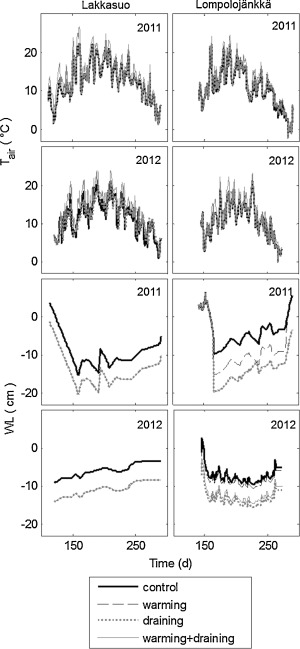 Lakkasuo Lompolojänkkä
2011 2011
20
10
0
T air ( °C )
2012 2012
20
10
0
2011 2011
0
-10
-20
WL ( cm )
2012 2012
0
-10
-20
150 250 150 250
Time (d)
control
warming
draining
warming+draining